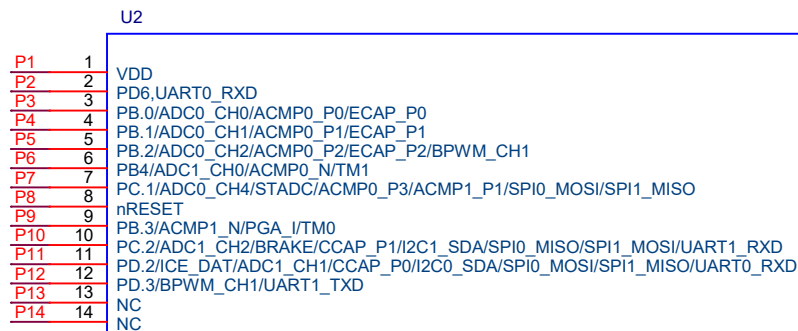 U2
P1 1 VDD
P2 2 PD6,UART0_RXD
P3 3 PB.0/ADC0_CH0/ACMP0_P0/ECAP_P0
P4 4 PB.1/ADC0_CH1/ACMP0_P1/ECAP_P1
P5 5 PB.2/ADC0_CH2/ACMP0_P2/ECAP_P2/BPWM_CH1
P6 6 PB4/ADC1_CH0/ACMP0_N/TM1
P7 7 PC.1/ADC0_CH4/STADC/ACMP0_P3/ACMP1_P1/SPI0_MOSI/SPI1_MISO
P8 8 nRESET
P9 9 PB.3/ACMP1_N/PGA_I/TM0
P10 10 PC.2/ADC1_CH2/BRAKE/CCAP_P1/I2C1_SDA/SPI0_MISO/SPI1_MOSI/UART1_RXD
P11 11 PD.2/ICE_DAT/ADC1_CH1/CCAP_P0/I2C0_SDA/SPI0_MOSI/SPI1_MISO/UART0_RXD
P12 12 PD.3/BPWM_CH1/UART1_TXD
P13 13 NC
P14 14 NC